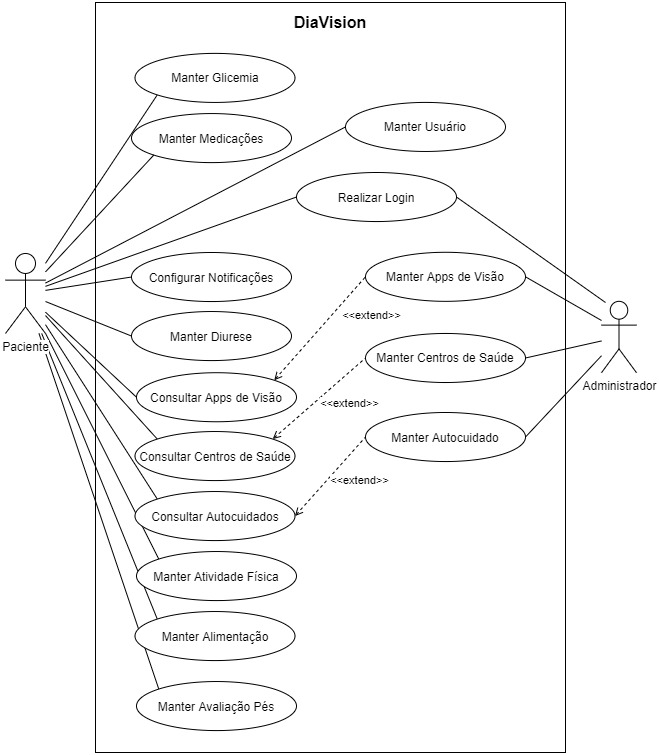 DiaVision
Manter Glicemia
Manter Medicações
Manter Usuário
Realizar Login
Configurar Notificações
Manter Apps de Visão
<<extend>>
Manter Diurese
Manter Centros de Saúde
Paciente
Administrador
Consultar Apps de Visão
<<extend>>
Manter Autocuidado
Consultar Centros de Saúde
<<extend>>
Consultar Autocuidados
Manter Atividade Física
Manter Alimentação
Manter Avaliação Pés